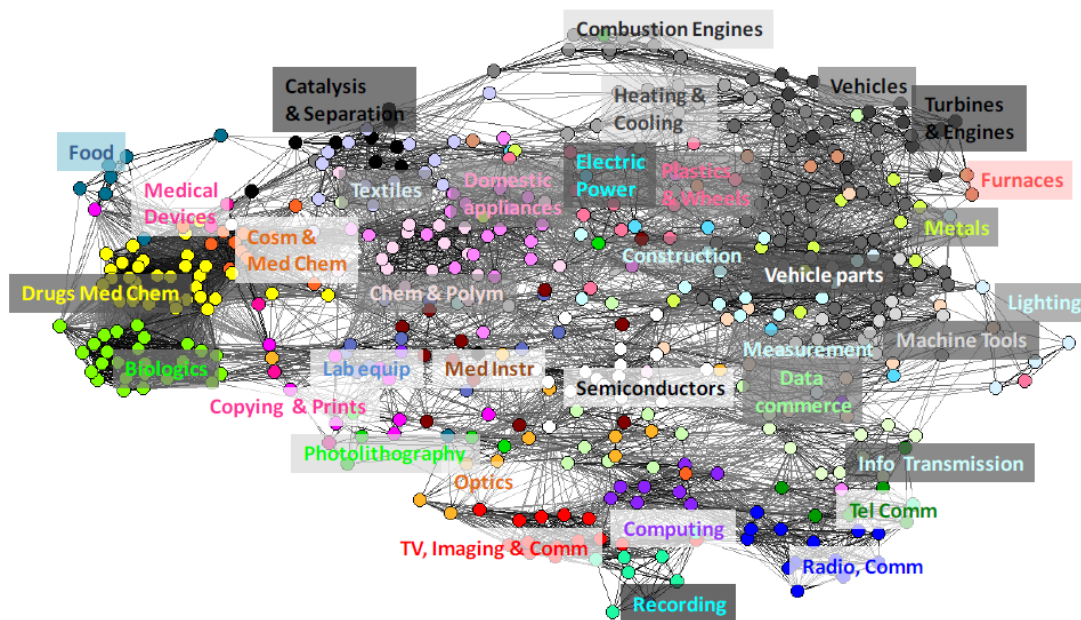 Combustion Engines
Catalysis
& Separation
Heating &
Cooling
Vehicles
Turbines
& Engines
Food
Medical
Devices
Textiles
Domestic
appliances
Electric
Power
Plastics
& Wheels
Furnaces
Cosm &
Med Chem
Construction
Metals
Drugs Med Chem
Chem & Polym
Vehicle parts
Lighting
Biologics
Lab equip
Med Instr
Semiconductors
Measurement
Machine Tools
Data
commerce
Copying & Prints
Photolithography
Optics
Info Transmission
TV, Imaging & Comm
Computing
Tel Comm
Radio, Comm
Recording